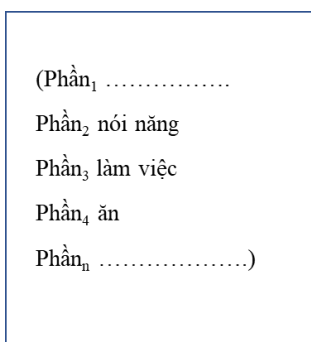 (Phần₁ …………….
Phần₂ nói năng
Phần₃ làm việc
Phần₄ ăn
Phầnₙ ……………….)